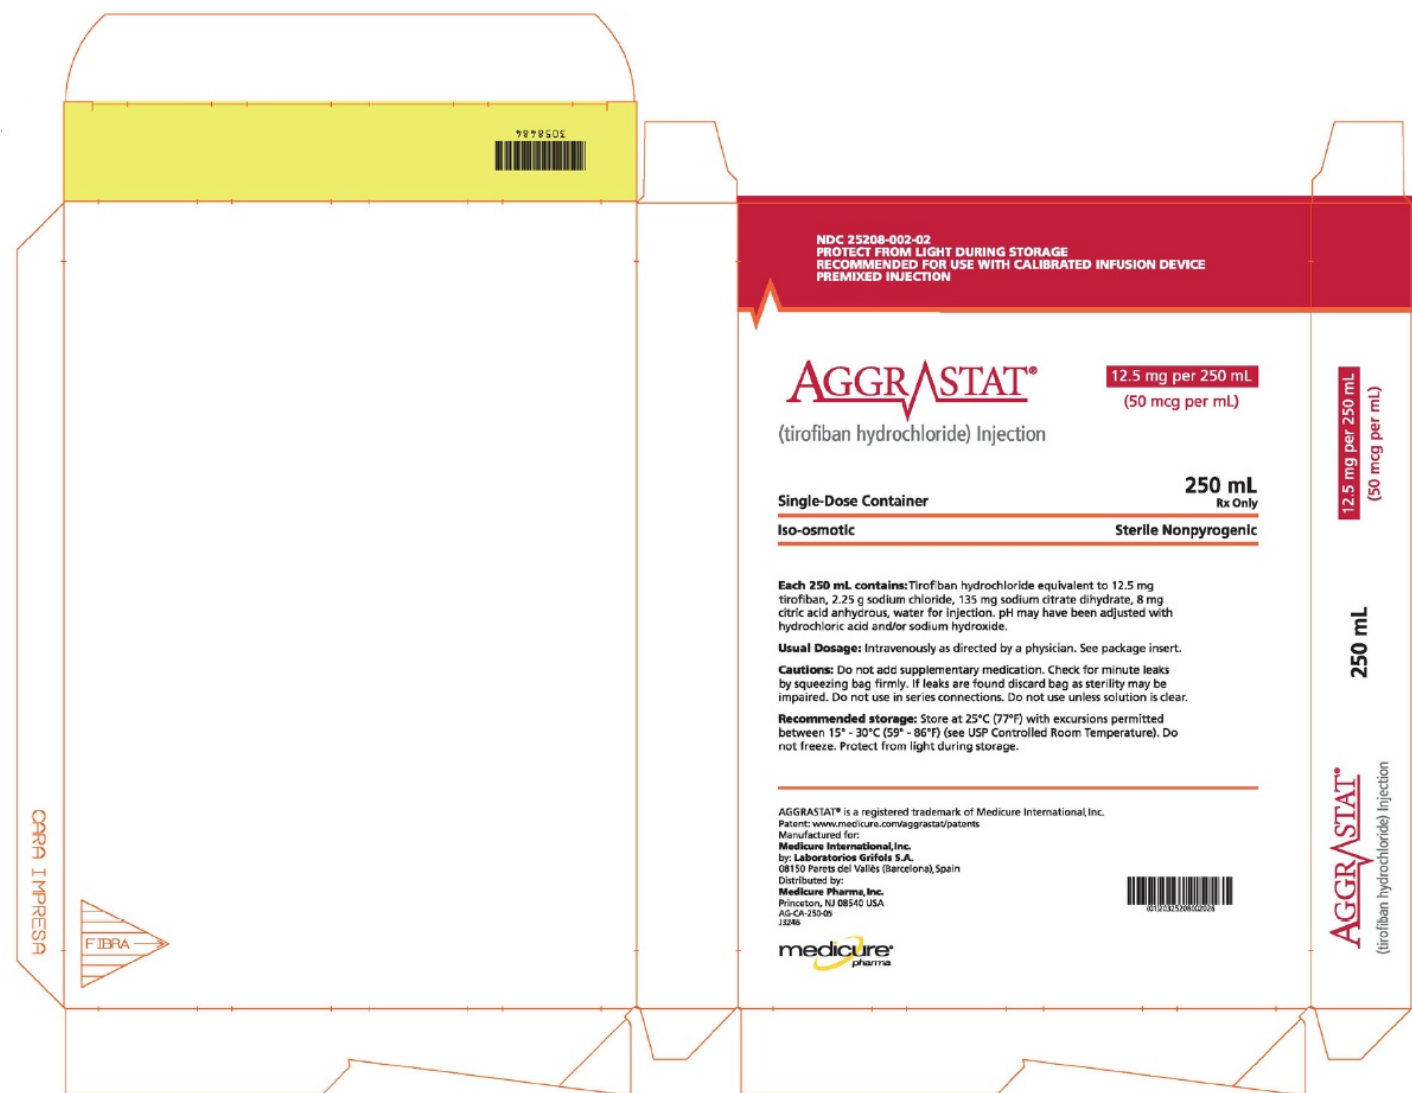 3058484
NDC 25208-002-02
PROTECT FROM LIGHT DURING STORAGE
RECOMMENDED FOR USE WITH CALIBRATED INFUSION DEVICE
PREMIXED INJECTION
AGGRASTAT®
(tirofiban hydrochloride) Injection
12.5 mg per 250 mL
(50 mcg per mL)
250 mL
Single-Dose Container
Rx Only
Iso-osmotic
Sterile Nonpyrogenic
Each 250 mL contains: Tirofiban hydrochloride equivalent to 12.5 mg
tirofiban, 2.25 g sodium chloride, 135 mg sodium citrate dihydrate, 8 mg
citric acid anhydrous, water for injection. pH may have been adjusted with
hydrochloric acid and/or sodium hydroxide.
Usual Dosage: Intravenously as directed by a physician. See package insert.
Cautions: Do not add supplementary medication. Check for minute leaks
by squeezing bag firmly. If leaks are found discard bag as sterility may be
impaired. Do not use in series connections. Do not use unless solution is clear.
Recommended storage: Store at 25°C (77°F) with excursions permitted
between 15° - 30°C (59° - 86°F) (see USP Controlled Room Temperature). Do
not freeze. Protect from light during storage.
AGGRASTAT® is a registered trademark of Medicure International, Inc.
Patent: www.medicure.com/aggrastat/patents
Manufactured for:
Medicure International, Inc.
by: Laboratorios Grifols S.A.
08150 Parets del Vallès (Barcelona), Spain
Distributed by:
Medicure Pharma, Inc.
Princeton, NJ 08540 USA
AG-CA-250-05
J3246
medicure
pharma
(01)20325208002026
12.5 mg per 250 mL
(50 mcg per mL)
250 mL
AGGRASTAT®
(tirofiban hydrochloride) Injection
CARA IMPRESA
FIBRA